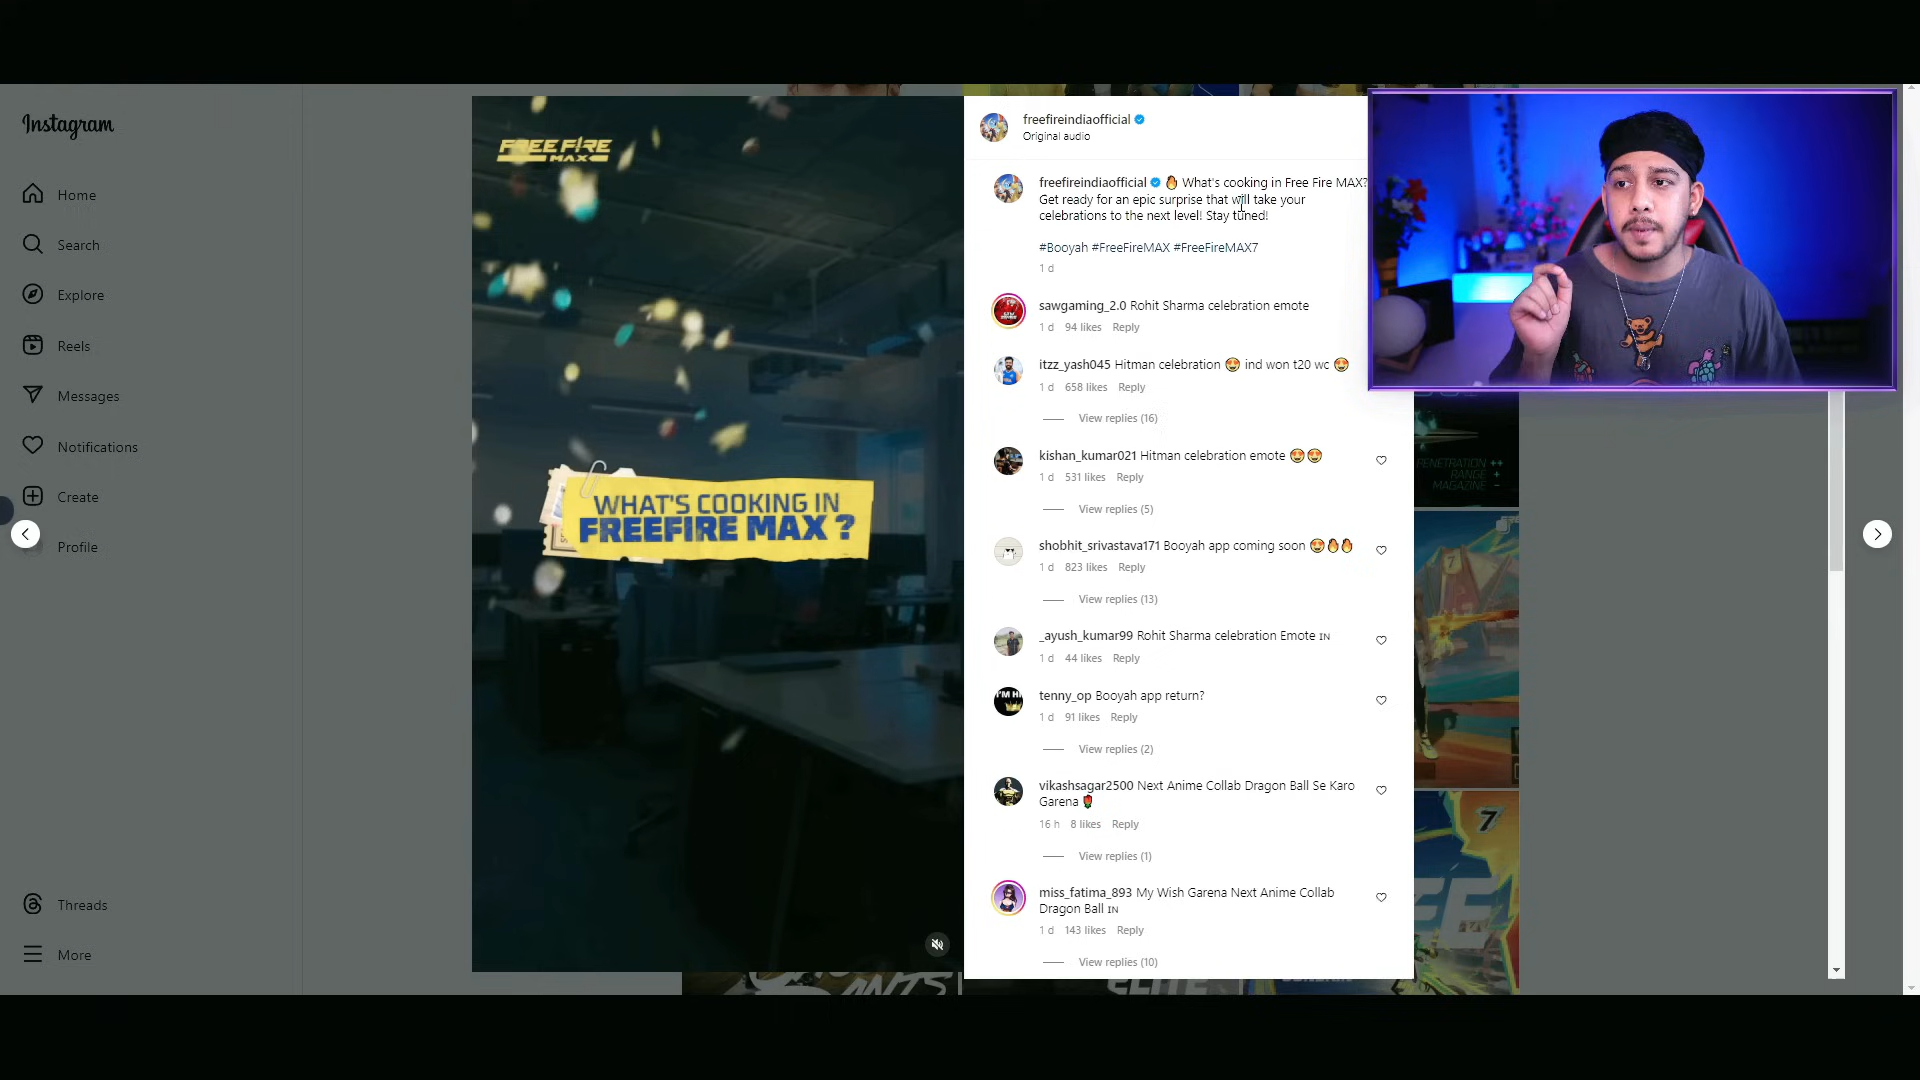 Instagram
Home
Search
Explore
Reels
Messages
Notifications
Create
Profile
Threads
More
FREE FIRE
MAX
WHAT'S COOKING IN
FREEFIRE MAX ?
freefireindiaofficial
Original audio
freefireindiaofficial 🔥 What's cooking in Free Fire MAX?
Get ready for an epic surprise that will take your
celebrations to the next level! Stay tuned!
#Booyah #FreeFireMAX #FreeFireMAX7
1 d
sawgaming_2.0 Rohit Sharma celebration emote
1 d 94 likes Reply
itzz_yash045 Hitman celebration 😍 ind won t20 wc 😍
1 d 658 likes Reply
View replies (16)
kishan_kumar021 Hitman celebration emote 😍😍
1 d 531 likes Reply
View replies (5)
shobhit_srivastava171 Booyah app coming soon 😍🔥🔥
1 d 823 likes Reply
View replies (13)
_ayush_kumar99 Rohit Sharma celebration Emote IN
1 d 44 likes Reply
tenny_op Booyah app return?
1 d 91 likes Reply
View replies (2)
vikashsagar2500 Next Anime Collab Dragon Ball Se Karo
Garena 🌹
16 h 8 likes Reply
View replies (1)
miss_fatima_893 My Wish Garena Next Anime Collab
Dragon Ball IN
1 d 143 likes Reply
View replies (10)
PENETRATION ++
RANGE +
MAGAZINE -
7
7
ELITE